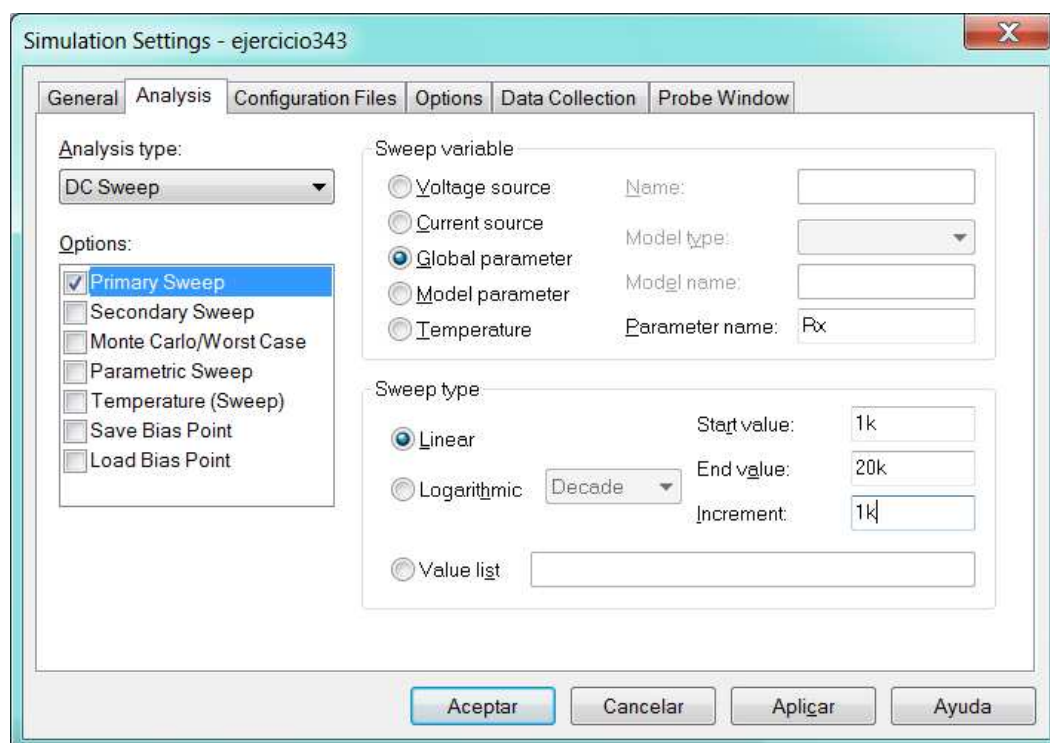 Simulation Settings - ejercicio343
X
General Analysis Configuration Files Options Data Collection Probe Window
Analysis type:
DC Sweep
Options:
Primary Sweep
Secondary Sweep
Monte Carlo/Worst Case
Parametric Sweep
Temperature (Sweep)
Save Bias Point
Load Bias Point
Sweep variable
Voltage source
Current source
Global parameter
Model parameter
Temperature
Name:
Model type:
Model name:
Parameter name: Rx
Sweep type
Linear
Logarithmic Decade
Start value: 1k
End value: 20k
Increment: 1k
Value list
Aceptar Cancelar Aplicar Ayuda